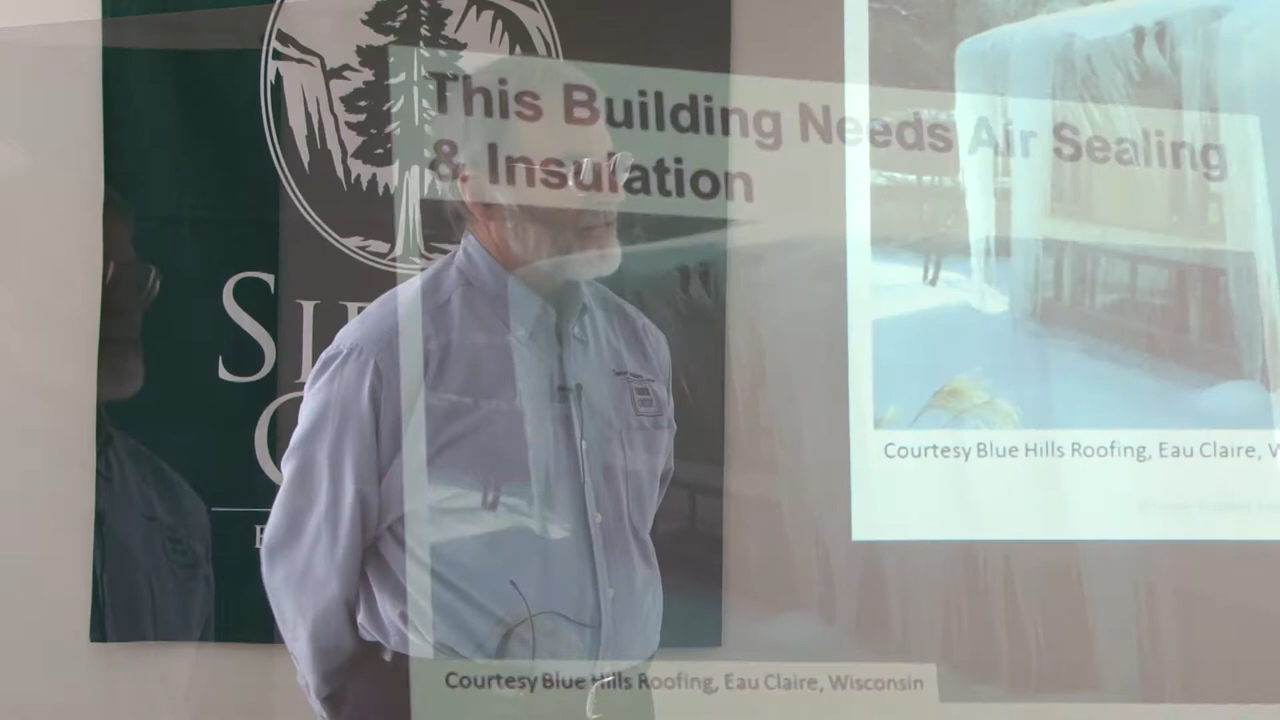 This Building Needs Air Sealing
& Insulation
Courtesy Blue Hills Roofing, Eau Claire, W
Courtesy Blue Hills Roofing, Eau Claire, Wisconsin